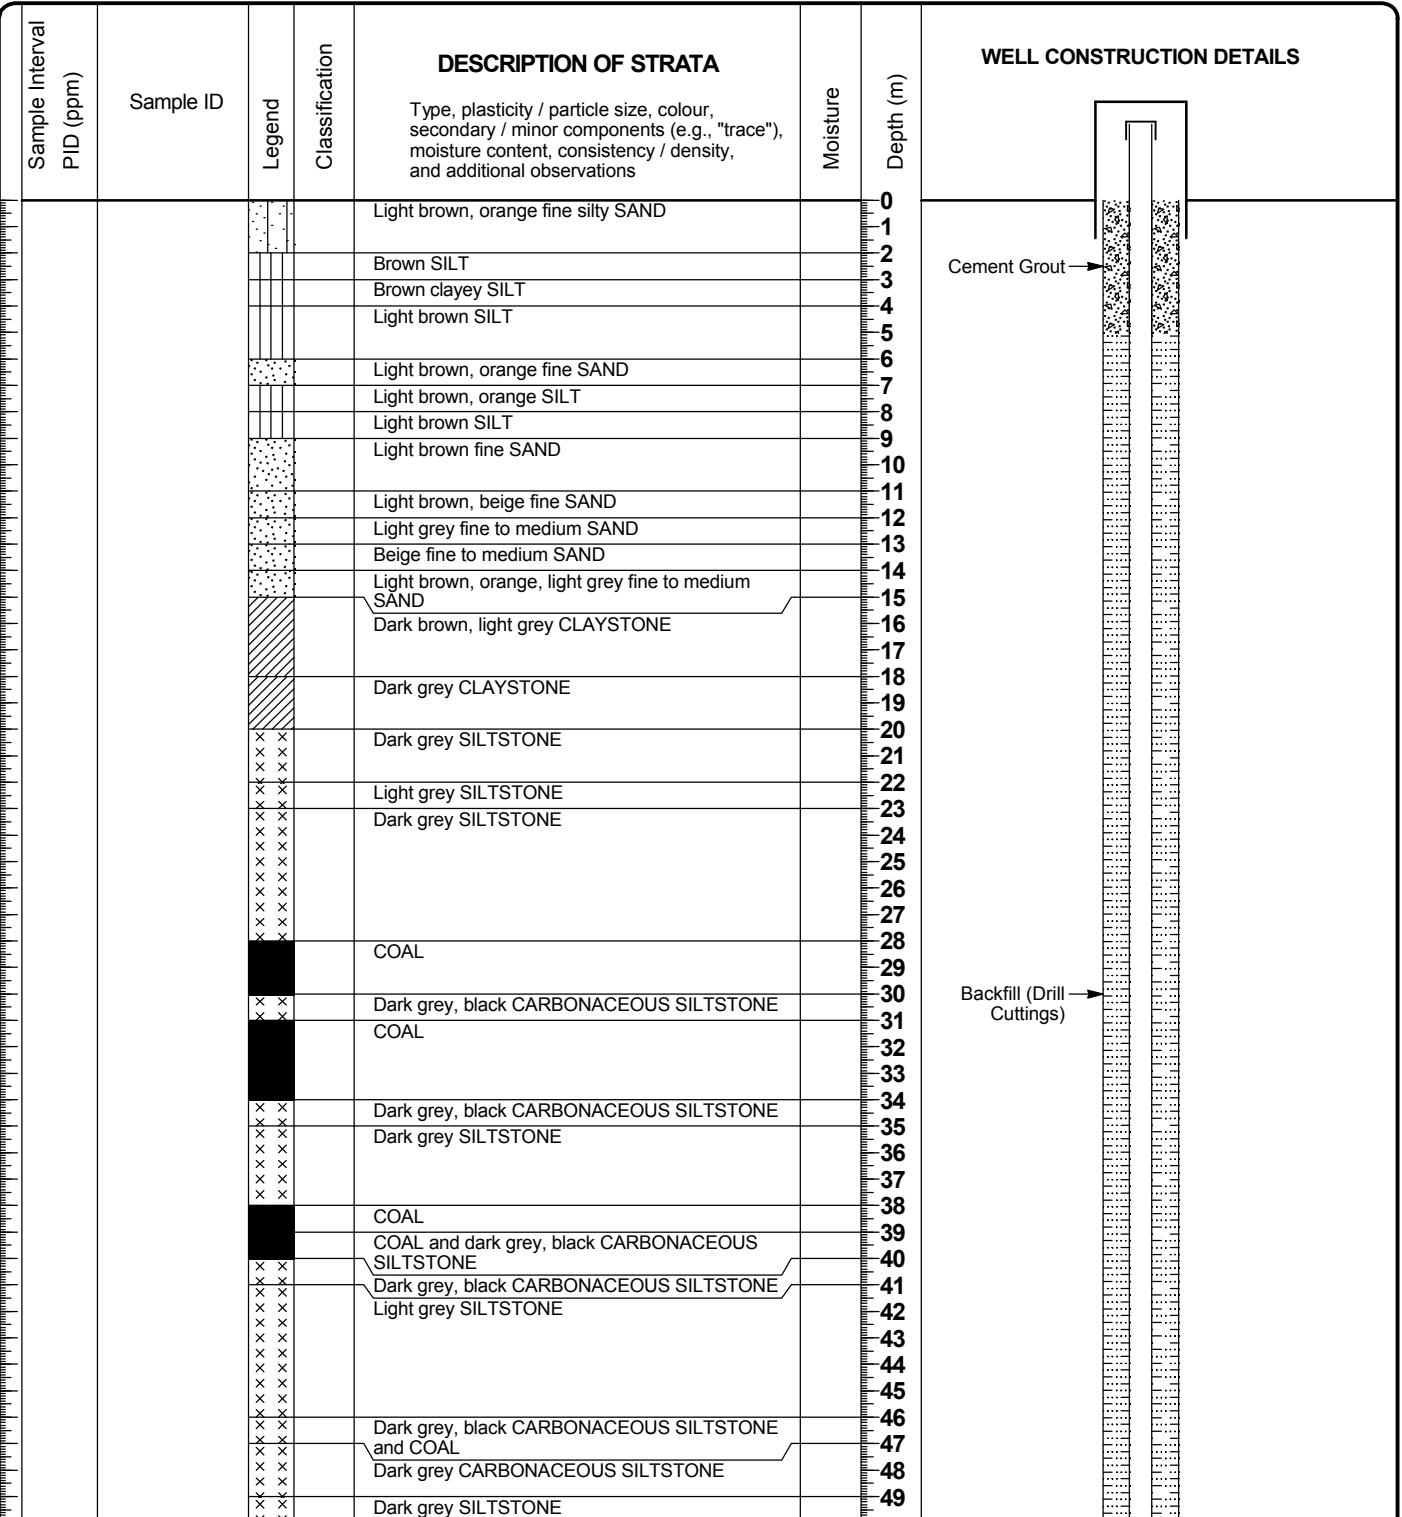 Sample Interval
PID (ppm)
Sample ID
Legend
Classification
DESCRIPTION OF STRATA
Type, plasticity / particle size, colour,
secondary / minor components (e.g., "trace"),
moisture content, consistency / density,
and additional observations
Moisture
Depth (m)
WELL CONSTRUCTION DETAILS
0
Light brown, orange fine silty SAND
1
2
Brown SILT
Cement Grout
3
Brown clayey SILT
4
Light brown SILT
5
6
Light brown, orange fine SAND
7
Light brown, orange SILT
8
Light brown SILT
9
Light brown fine SAND
10
11
Light brown, beige fine SAND
12
Light grey fine to medium SAND
13
Beige fine to medium SAND
14
Light brown, orange, light grey fine to medium
SAND
15
Dark brown, light grey CLAYSTONE
16
17
18
Dark grey CLAYSTONE
19
20
Dark grey SILTSTONE
21
22
Light grey SILTSTONE
23
Dark grey SILTSTONE
24
25
26
27
28
COAL
29
30
Backfill (Drill
Cuttings)
Dark grey, black CARBONACEOUS SILTSTONE
31
COAL
32
33
34
Dark grey, black CARBONACEOUS SILTSTONE
35
Dark grey SILTSTONE
36
37
38
COAL
39
COAL and dark grey, black CARBONACEOUS
SILTSTONE
40
Dark grey, black CARBONACEOUS SILTSTONE
41
Light grey SILTSTONE
42
43
44
45
46
Dark grey, black CARBONACEOUS SILTSTONE
and COAL
47
Dark grey CARBONACEOUS SILTSTONE
48
49
Dark grey SILTSTONE